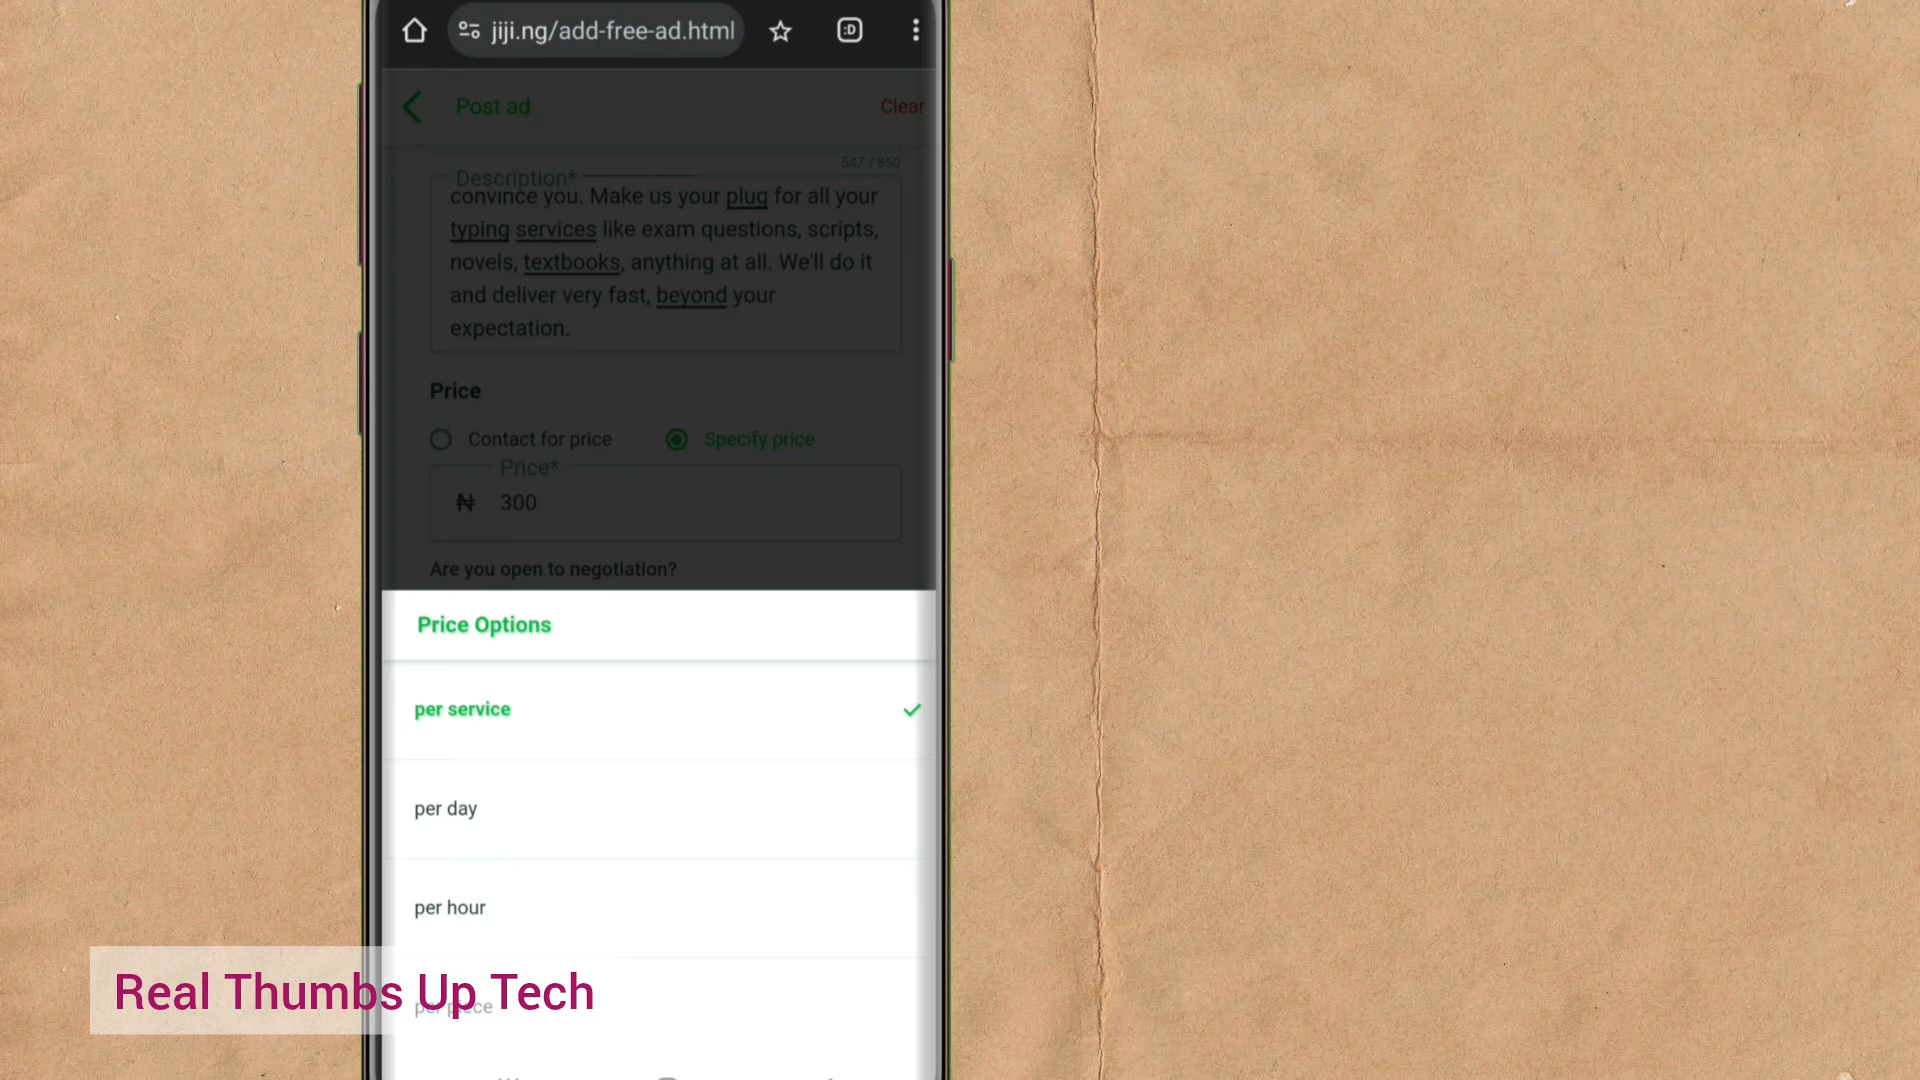 jiji.ng/add-free-ad.html
Post ad
Clear
547 / 850
Description*
convince you. Make us your plug for all your
typing services like exam questions, scripts,
novels, textbooks, anything at all. We'll do it
and deliver very fast, beyond your
expectation.
Price
Contact for price
Specify price
Price*
₦ 300
Are you open to negotiation?
Price Options
per service
per day
per hour
per piece
Real Thumbs Up Tech